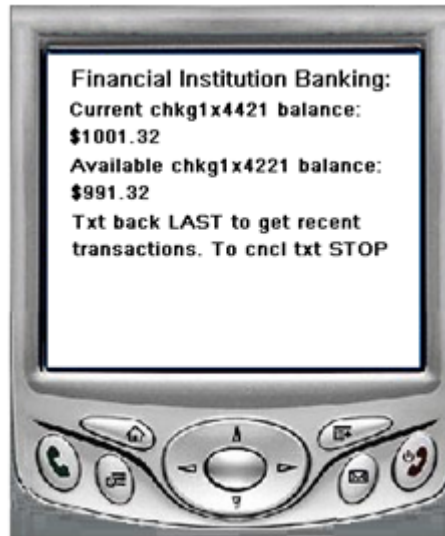 Financial Institution Banking:
Current chkg1x4421 balance:
$1001.32
Available chkg1x4221 balance:
$991.32
Txt back LAST to get recent
transactions. To cncl txt STOP